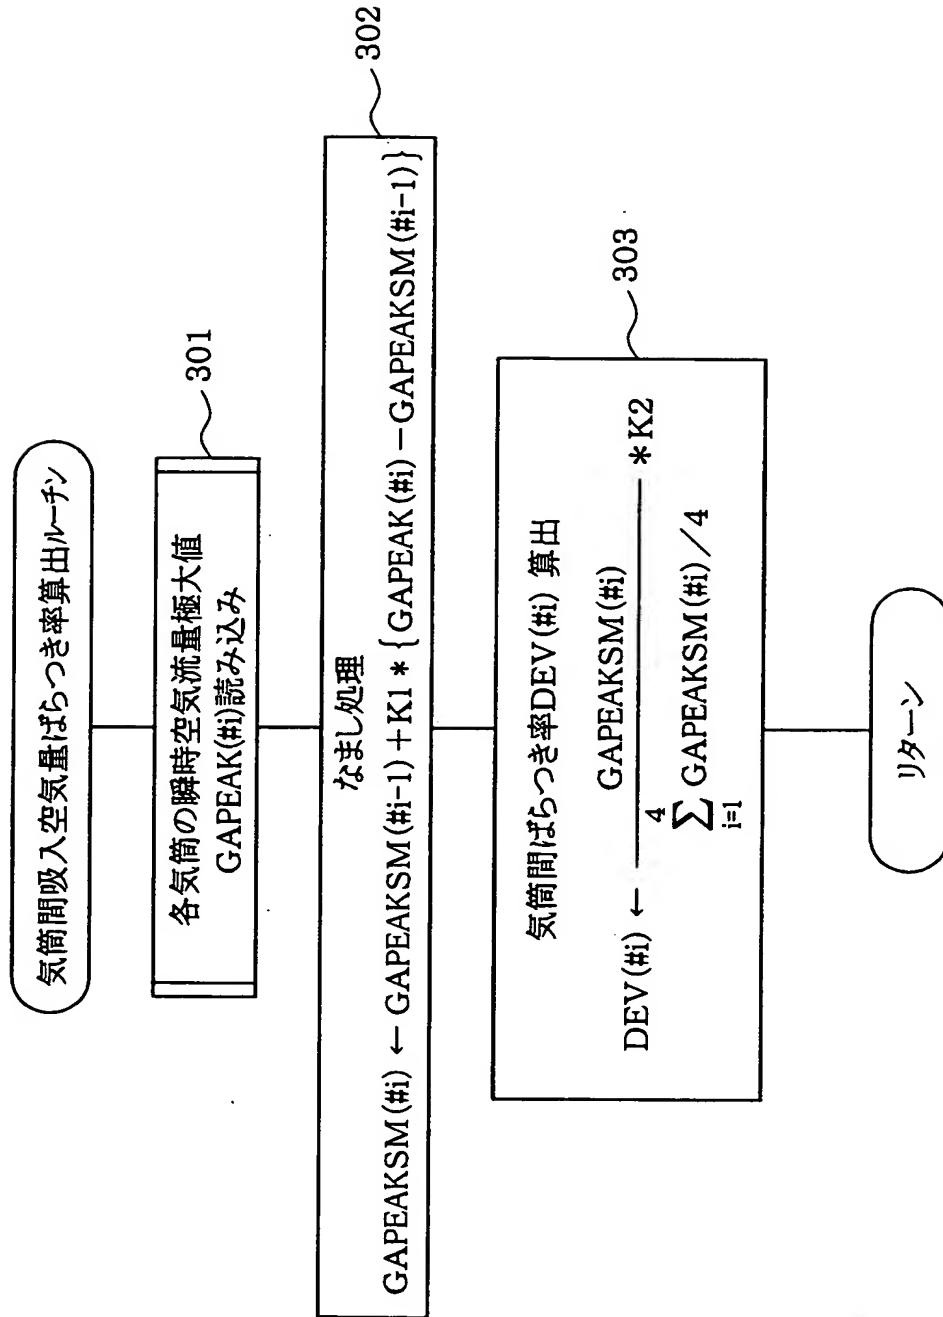 気筒間吸入空気量ばらつき率算出ルーチン
301
各気筒の瞬時空気流量極大値
GAPEAK(#i)読み込み
302
なまし処理
GAPEAKSM(#i) ← GAPEAKSM(#i-1) + K1 * {GAPEAK(#i) − GAPEAKSM(#i-1)}
303
気筒間ばらつき率DEV(#i) 算出
GAPEAKSM(#i)
DEV(#i) ← ──── *K2
4
∑ GAPEAKSM(#i)/4
i=1
リターン